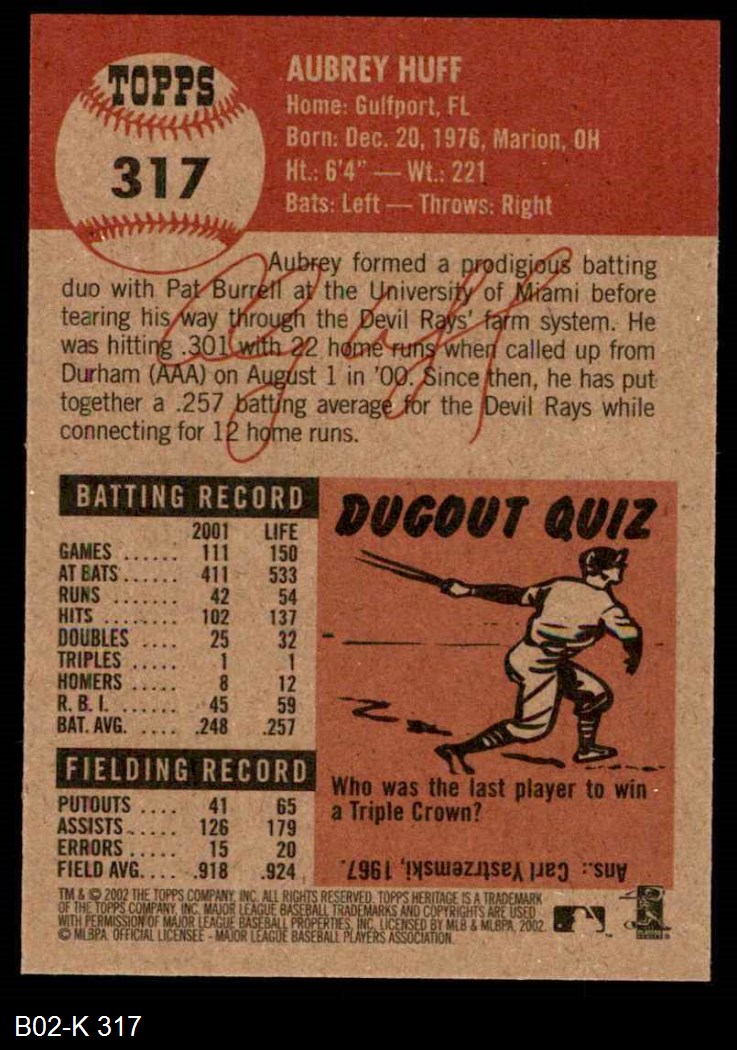 TOPPS
317
AUBREY HUFF
Home: Gulfport, FL
Born: Dec. 20, 1976, Marion, OH
Ht.: 6'4" — Wt.: 221
Bats: Left — Throws: Right
Aubrey formed a prodigious batting
duo with Pat Burrell at the University of Miami before
tearing his way through the Devil Rays' farm system. He
was hitting .301 with 22 home runs when called up from
Durham (AAA) on August 1 in '00. Since then, he has put
together a .257 batting average for the Devil Rays while
connecting for 12 home runs.
BATTING RECORD
2001 LIFE
GAMES ...... 111 150
AT BATS ..... 411 533
RUNS ....... 42 54
HITS ........ 102 137
DOUBLES .... 25 32
TRIPLES ..... 1 1
HOMERS ..... 8 12
R. B. I. ...... 45 59
BAT. AVG. .... .248 .257
FIELDING RECORD
PUTOUTS .... 41 65
ASSISTS ...... 126 179
ERRORS ..... 15 20
FIELD AVG. .... .918 .924
DUGOUT QUIZ
Who was the last player to win
a Triple Crown?
Ans.: Carl Yastrzemski, 1967.
TM & © 2002 THE TOPPS COMPANY, INC. ALL RIGHTS RESERVED. TOPPS HERITAGE IS A TRADEMARK
OF THE TOPPS COMPANY, INC. MAJOR LEAGUE BASEBALL TRADEMARKS AND COPYRIGHTS ARE USED
WITH PERMISSION OF MAJOR LEAGUE BASEBALL PROPERTIES, INC. LICENSED BY MLB & MLBPA, 2002.
© MLBPA. OFFICIAL LICENSEE - MAJOR LEAGUE BASEBALL PLAYERS ASSOCIATION.
B02-K 317